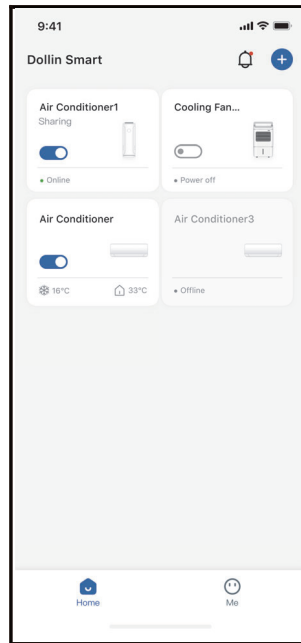 9:41
Dollin Smart
Air Conditioner1
Sharing
Online
Cooling Fan...
Power off
Air Conditioner
16°C
33°C
Air Conditioner3
Offline
Home
Me